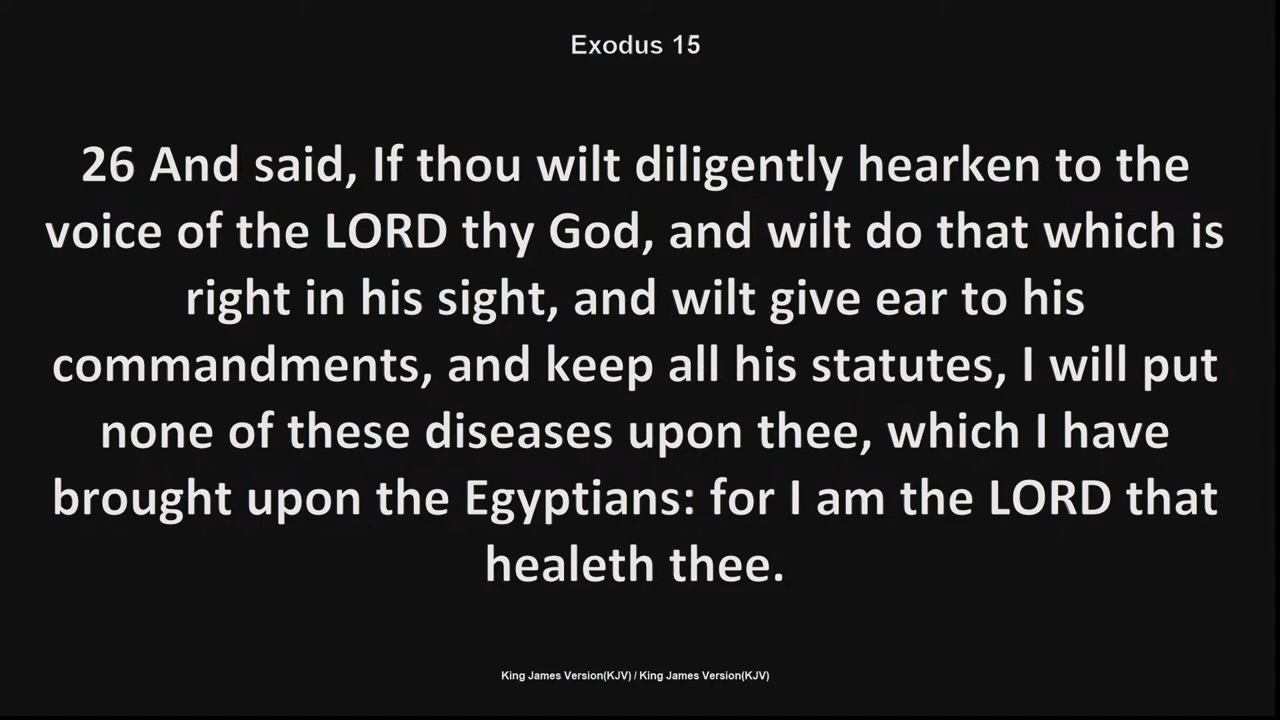 Exodus 15
26 And said, If thou wilt diligently hearken to the
voice of the LORD thy God, and wilt do that which is
right in his sight, and wilt give ear to his
commandments, and keep all his statutes, I will put
none of these diseases upon thee, which I have
brought upon the Egyptians: for I am the LORD that
healeth thee.
King James Version(KJV) / King James Version(KJV)